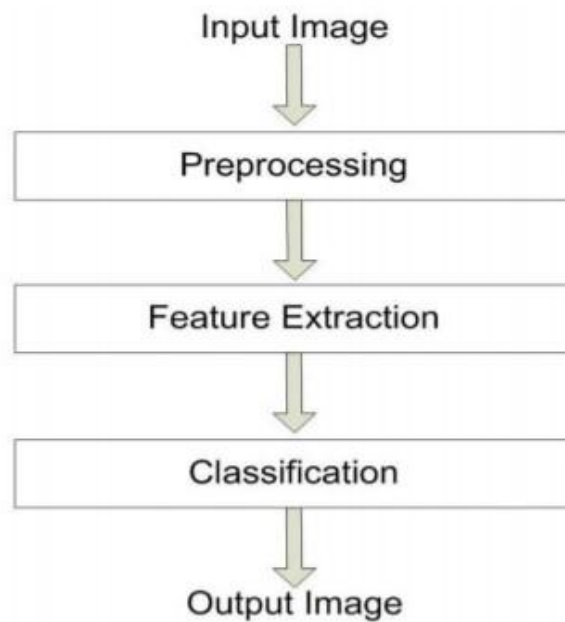 Input Image
Preprocessing
Feature Extraction
Classification
Output Image